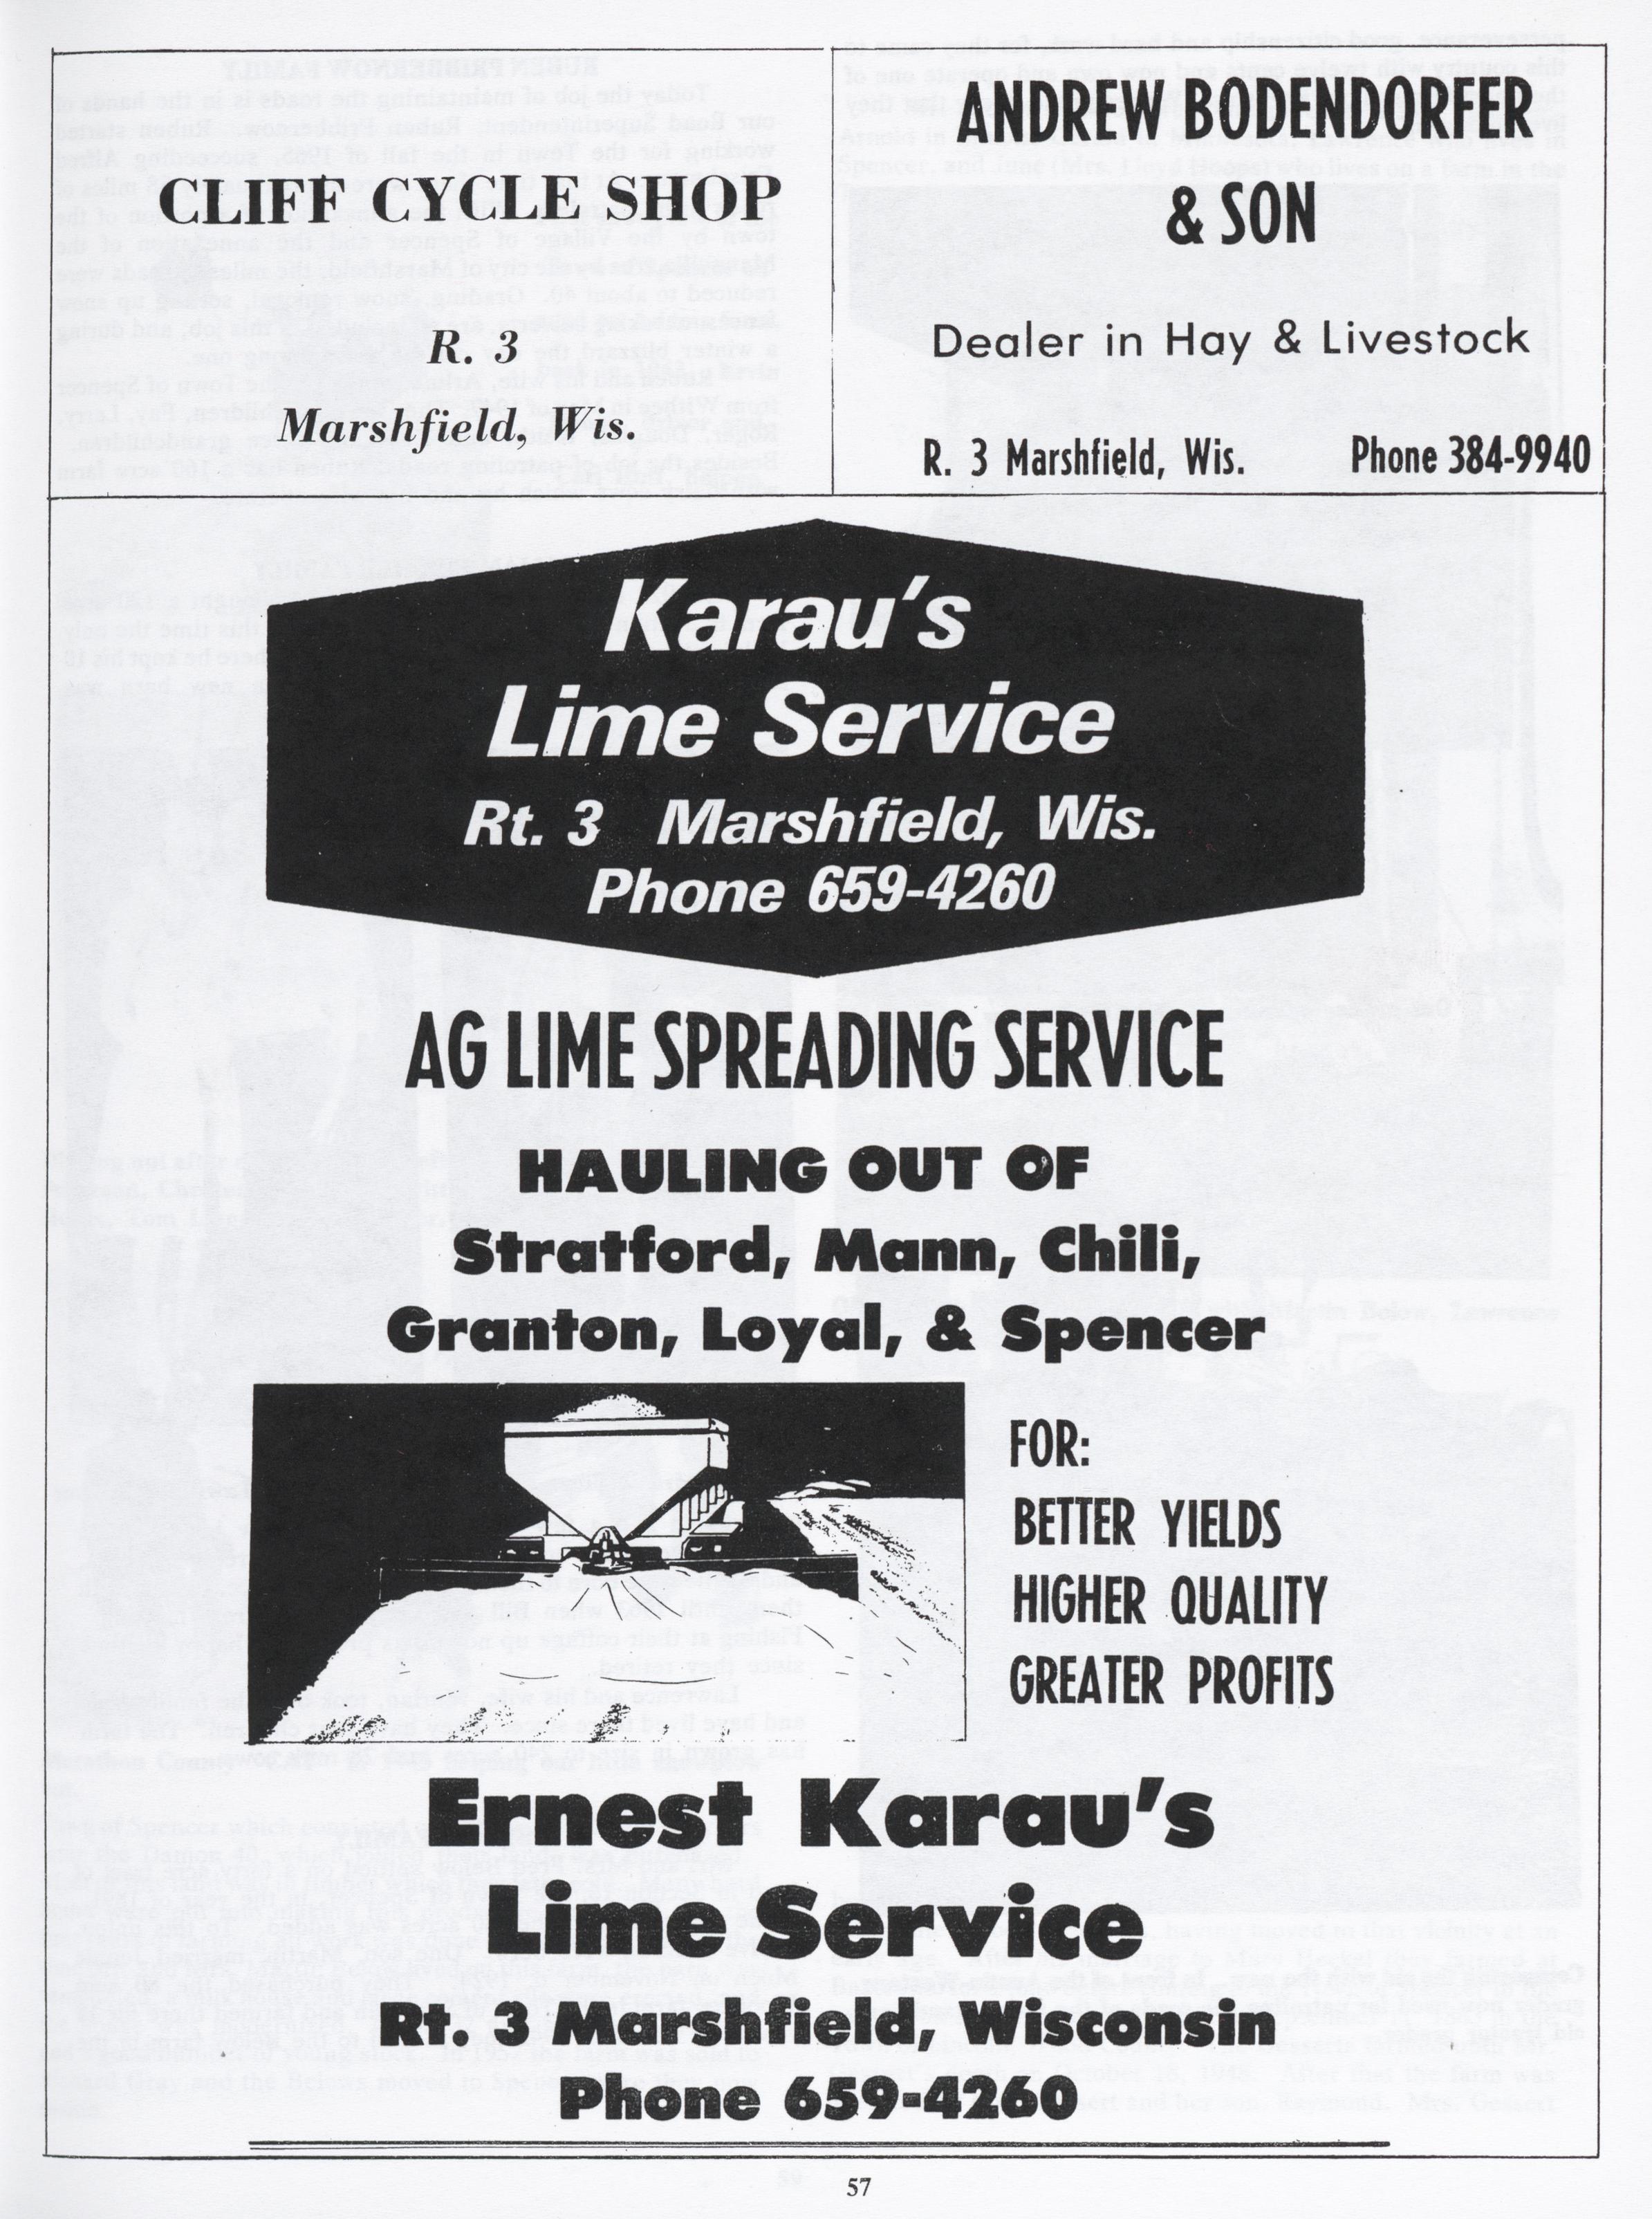 CLIFF CYCLE SHOP
R. 3
Marshfield, Wis.
ANDREW BODENDORFER
& SON
Dealer in Hay & Livestock
R. 3 Marshfield, Wis. Phone 384-9940
Karau's
Lime Service
Rt. 3 Marshfield, Wis.
Phone 659-4260
AG LIME SPREADING SERVICE
HAULING OUT OF
Stratford, Mann, Chili,
Granton, Loyal, & Spencer
FOR:
BETTER YIELDS
HIGHER QUALITY
GREATER PROFITS
Ernest Karau's
Lime Service
Rt. 3 Marshfield, Wisconsin
Phone 659-4260
57